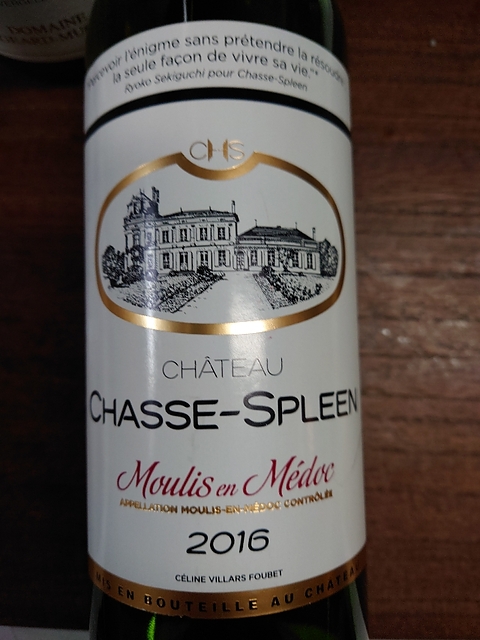 DOMAINE
percevoir l'énigme sans prétendre la résoudre
la seule façon de vivre sa vie."
Ryoko Sekiguchi pour Chasse-Spleen
CHS
CHÂTEAU
CHASSE-SPLEEN
Moulis en Médoc
APPELLATION MOULIS-EN-MÉDOC CONTRÔLÉE
2016
CÉLINE VILLARS FOUBET
MIS EN BOUTEILLE AU CHÂTEAU